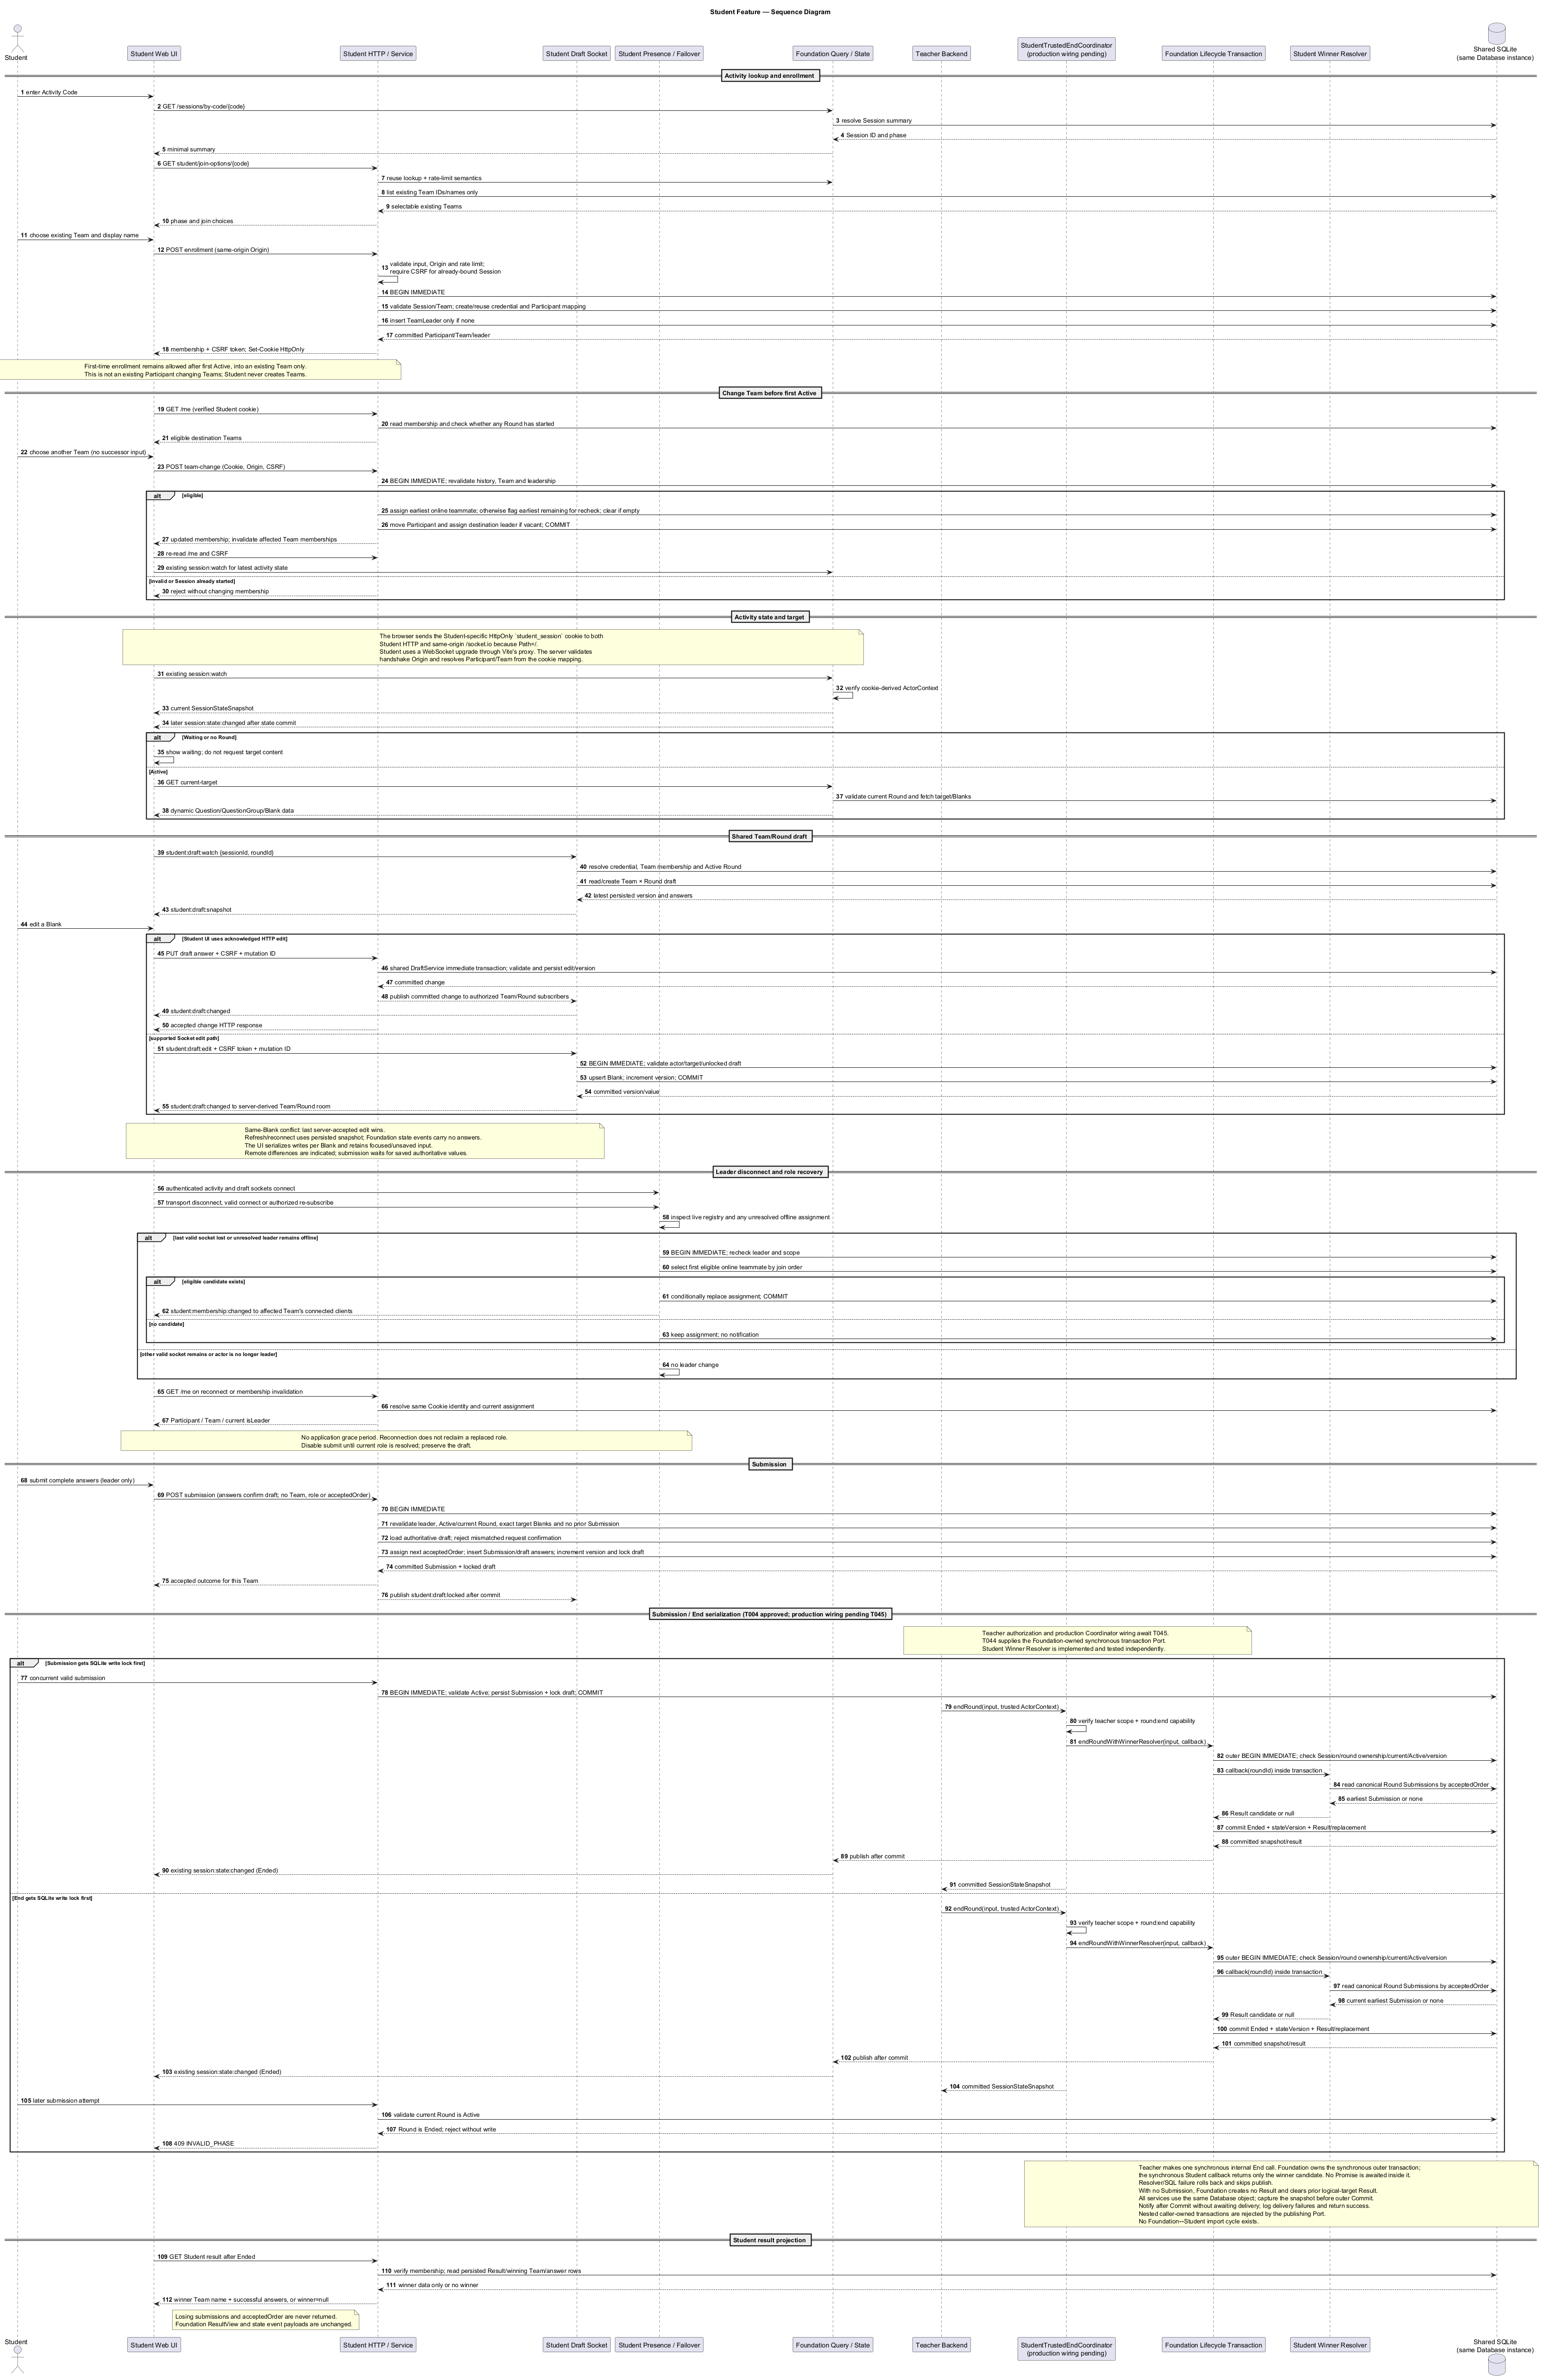 Student Feature — Sequence Diagram
Student
Student Web UI
Student HTTP / Service
Student Draft Socket
Student Presence / Failover
Foundation Query / State
Teacher Backend
StudentTrustedEndCoordinator
(production wiring pending)
Foundation Lifecycle Transaction
Student Winner Resolver
Shared SQLite
(same Database instance)
Activity lookup and enrollment
1 enter Activity Code
2 GET /sessions/by-code/{code}
3 resolve Session summary
4 Session ID and phase
5 minimal summary
6 GET student/join-options/{code}
7 reuse lookup + rate-limit semantics
8 list existing Team IDs/names only
9 selectable existing Teams
10 phase and join choices
11 choose existing Team and display name
12 POST enrollment (same-origin Origin)
13 validate input, Origin and rate limit;
require CSRF for already-bound Session
14 BEGIN IMMEDIATE
15 validate Session/Team; create/reuse credential and Participant mapping
16 insert TeamLeader only if none
17 committed Participant/Team/leader
18 membership + CSRF token; Set-Cookie HttpOnly
First-time enrollment remains allowed after first Active, into an existing Team only.
This is not an existing Participant changing Teams; Student never creates Teams.
Change Team before first Active
19 GET /me (verified Student cookie)
20 read membership and check whether any Round has started
21 eligible destination Teams
22 choose another Team (no successor input)
23 POST team-change (Cookie, Origin, CSRF)
24 BEGIN IMMEDIATE; revalidate history, Team and leadership
alt [eligible]
25 assign earliest online teammate; otherwise flag earliest remaining for recheck; clear if empty
26 move Participant and assign destination leader if vacant; COMMIT
27 updated membership; invalidate affected Team memberships
28 re-read /me and CSRF
29 existing session:watch for latest activity state
[Invalid or Session already started]
30 reject without changing membership
Activity state and target
The browser sends the Student-specific HttpOnly `student_session` cookie to both
Student HTTP and same-origin /socket.io because Path=/.
Student uses a WebSocket upgrade through Vite's proxy. The server validates
handshake Origin and resolves Participant/Team from the cookie mapping.
31 existing session:watch
32 verify cookie-derived ActorContext
33 current SessionStateSnapshot
34 later session:state:changed after state commit
alt [Waiting or no Round]
35 show waiting; do not request target content
[Active]
36 GET current-target
37 validate current Round and fetch target/Blanks
38 dynamic Question/QuestionGroup/Blank data
Shared Team/Round draft
39 student:draft:watch {sessionId, roundId}
40 resolve credential, Team membership and Active Round
41 read/create Team × Round draft
42 latest persisted version and answers
43 student:draft:snapshot
44 edit a Blank
alt [Student UI uses acknowledged HTTP edit]
45 PUT draft answer + CSRF + mutation ID
46 shared DraftService immediate transaction; validate and persist edit/version
47 committed change
48 publish committed change to authorized Team/Round subscribers
49 student:draft:changed
50 accepted change HTTP response
[supported Socket edit path]
51 student:draft:edit + CSRF token + mutation ID
52 BEGIN IMMEDIATE; validate actor/target/unlocked draft
53 upsert Blank; increment version; COMMIT
54 committed version/value
55 student:draft:changed to server-derived Team/Round room
Same-Blank conflict: last server-accepted edit wins.
Refresh/reconnect uses persisted snapshot; Foundation state events carry no answers.
The UI serializes writes per Blank and retains focused/unsaved input.
Remote differences are indicated; submission waits for saved authoritative values.
Leader disconnect and role recovery
56 authenticated activity and draft sockets connect
57 transport disconnect, valid connect or authorized re-subscribe
58 inspect live registry and any unresolved offline assignment
alt [last valid socket lost or unresolved leader remains offline]
59 BEGIN IMMEDIATE; recheck leader and scope
60 select first eligible online teammate by join order
alt [eligible candidate exists]
61 conditionally replace assignment; COMMIT
62 student:membership:changed to affected Team's connected clients
[no candidate]
63 keep assignment; no notification
[other valid socket remains or actor is no longer leader]
64 no leader change
65 GET /me on reconnect or membership invalidation
66 resolve same Cookie identity and current assignment
67 Participant / Team / current isLeader
No application grace period. Reconnection does not reclaim a replaced role.
Disable submit until current role is resolved; preserve the draft.
Submission
68 submit complete answers (leader only)
69 POST submission (answers confirm draft; no Team, role or acceptedOrder)
70 BEGIN IMMEDIATE
71 revalidate leader, Active/current Round, exact target Blanks and no prior Submission
72 load authoritative draft; reject mismatched request confirmation
73 assign next acceptedOrder; insert Submission/draft answers; increment version and lock draft
74 committed Submission + locked draft
75 accepted outcome for this Team
76 publish student:draft:locked after commit
Submission / End serialization (T004 approved; production wiring pending T045)
Teacher authorization and production Coordinator wiring await T045.
T044 supplies the Foundation-owned synchronous transaction Port.
Student Winner Resolver is implemented and tested independently.
alt [Submission gets SQLite write lock first]
77 concurrent valid submission
78 BEGIN IMMEDIATE; validate Active; persist Submission + lock draft; COMMIT
79 endRound(input, trusted ActorContext)
80 verify teacher scope + round:end capability
81 endRoundWithWinnerResolver(input, callback)
82 outer BEGIN IMMEDIATE; check Session/round ownership/current/Active/version
83 callback(roundId) inside transaction
84 read canonical Round Submissions by acceptedOrder
85 earliest Submission or none
86 Result candidate or null
87 commit Ended + stateVersion + Result/replacement
88 committed snapshot/result
89 publish after commit
90 existing session:state:changed (Ended)
91 committed SessionStateSnapshot
[End gets SQLite write lock first]
92 endRound(input, trusted ActorContext)
93 verify teacher scope + round:end capability
94 endRoundWithWinnerResolver(input, callback)
95 outer BEGIN IMMEDIATE; check Session/round ownership/current/Active/version
96 callback(roundId) inside transaction
97 read canonical Round Submissions by acceptedOrder
98 current earliest Submission or none
99 Result candidate or null
100 commit Ended + stateVersion + Result/replacement
101 committed snapshot/result
102 publish after commit
103 existing session:state:changed (Ended)
104 committed SessionStateSnapshot
105 later submission attempt
106 validate current Round is Active
107 Round is Ended; reject without write
108 409 INVALID_PHASE
Teacher makes one synchronous internal End call. Foundation owns the synchronous outer transaction;
the synchronous Student callback returns only the winner candidate. No Promise is awaited inside it.
Resolver/SQL failure rolls back and skips publish.
With no Submission, Foundation creates no Result and clears prior logical-target Result.
All services use the same Database object; capture the snapshot before outer Commit.
Notify after Commit without awaiting delivery; log delivery failures and return success.
Nested caller-owned transactions are rejected by the publishing Port.
No Foundation↔Student import cycle exists.
Student result projection
109 GET Student result after Ended
110 verify membership; read persisted Result/winning Team/answer rows
111 winner data only or no winner
112 winner Team name + successful answers, or winner=null
Losing submissions and acceptedOrder are never returned.
Foundation ResultView and state event payloads are unchanged.
Student
Student Web UI
Student HTTP / Service
Student Draft Socket
Student Presence / Failover
Foundation Query / State
Teacher Backend
StudentTrustedEndCoordinator
(production wiring pending)
Foundation Lifecycle Transaction
Student Winner Resolver
Shared SQLite
(same Database instance)